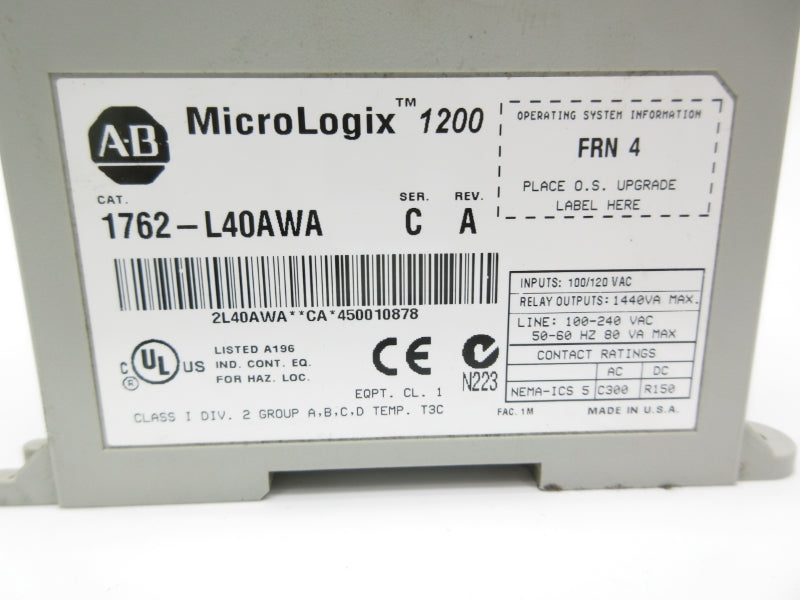 A-B
MicroLogix™ 1200
OPERATING SYSTEM INFORMATION
FRN 4
PLACE O.S. UPGRADE
LABEL HERE
CAT.
1762-L40AWA
SER.
C
REV.
A
2L40AWA**CA*450010878
INPUTS: 100/120 VAC
RELAY OUTPUTS: 1440VA MAX.
LINE: 100-240 VAC
50-60 HZ 80 VA MAX
CONTACT RATINGS
AC DC
NEMA-ICS 5 C300 R150
C UL ® US
LISTED A196
IND. CONT. EQ.
FOR HAZ. LOC.
CE
N223
EQPT. CL. 1
CLASS I DIV. 2 GROUP A,B,C,D TEMP. T3C
FAC. 1M
MADE IN U.S.A.